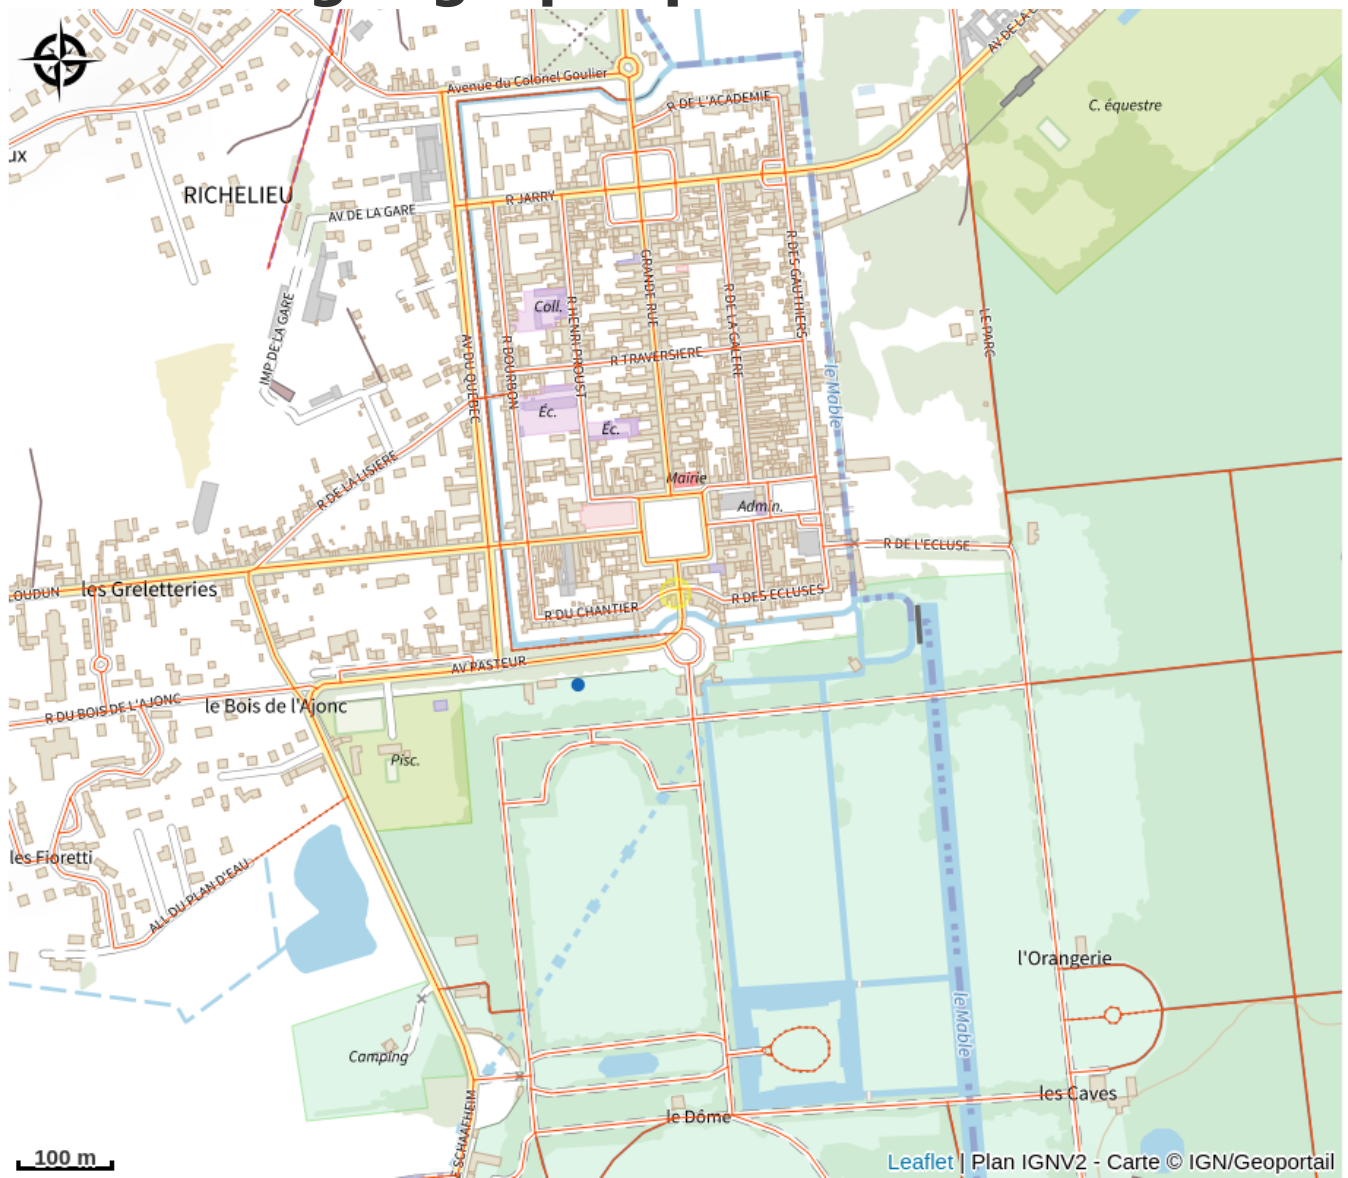 Avenue du Colonel Goulier
AV DE LA
R DE L'ACADEMIE
C. équestre
ux
RICHELIEU
R JARRY
AV DE LA GARE
R DES GAUTHIERS
GRANDE RUE
R DE LA GALERE
R HENRI PROUST
Coll.
IMP DE LA GARE
AV DU QUEBEC
R BOURBON
R TRAVERSIERE
LE PARC
le Mable
Éc.
Éc.
R DE LA LISIERE
Mairie
Admin.
R DE L'ECLUSE
OUDUN
les Greletteries
R DU CHANTIER
R DES ECLUSES
AV PASTEUR
R DU BOIS DE L'AJONC
le Bois de l'Ajonc
Pisc.
les Fioretti
ALL DU PLAN D'EAU
l'Orangerie
le Mable
Camping
les Caves
le Dôme
E SCHAAFHEIM
100 m
Leaflet | Plan IGNV2 - Carte © IGN/Geoportail